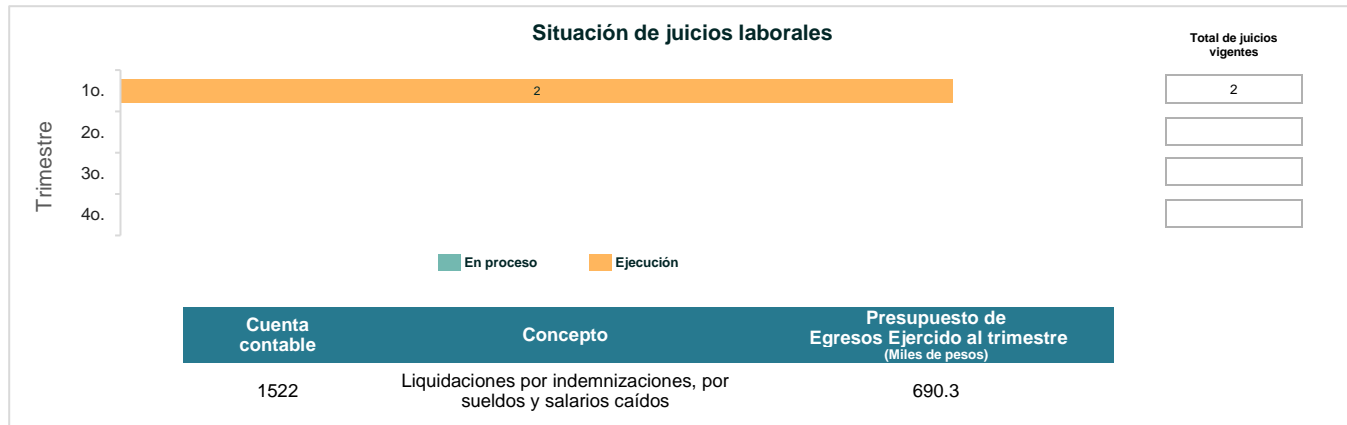 Situación de juicios laborales
Total de juicios
vigentes
Trimestre
1o.
2
2
2o.
3o.
4o.
En proceso
Ejecución
Cuenta
contable
Concepto
Presupuesto de
Egresos Ejercido al trimestre
(Miles de pesos)
1522
Liquidaciones por indemnizaciones, por
sueldos y salarios caídos
690.3